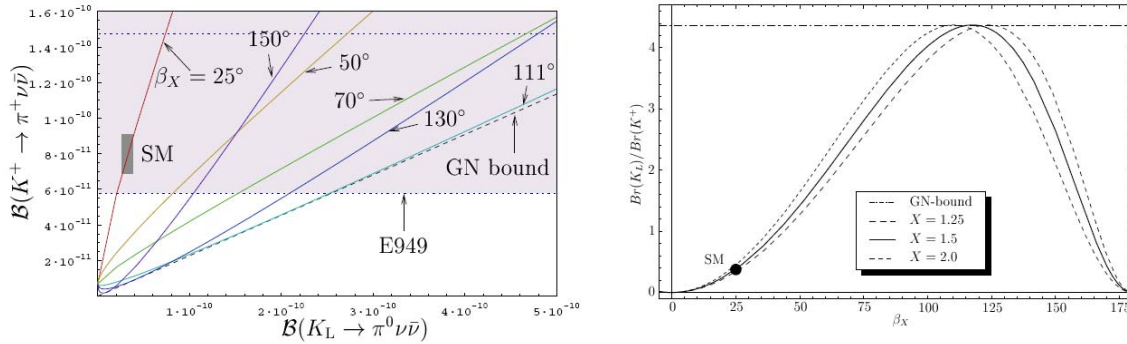 1.6·10⁻¹⁰
1.4·10⁻¹⁰
1.2·10⁻¹⁰
1·10⁻¹⁰
8·10⁻¹¹
6·10⁻¹¹
4·10⁻¹¹
2·10⁻¹¹
B(K⁺ → π⁺νν̄)
β_X = 25°
150°
50°
70°
130°
111°
SM
GN bound
E949
1·10⁻¹⁰ 2·10⁻¹⁰ 3·10⁻¹⁰ 4·10⁻¹⁰ 5·10⁻¹⁰
B(K_L → π⁰νν̄)
4
3
2
1
0
Br(K_L)/Br(K⁺)
SM
GN-bound
X = 1.25
X = 1.5
X = 2.0
0 25 50 75 100 125 150 175
β_X